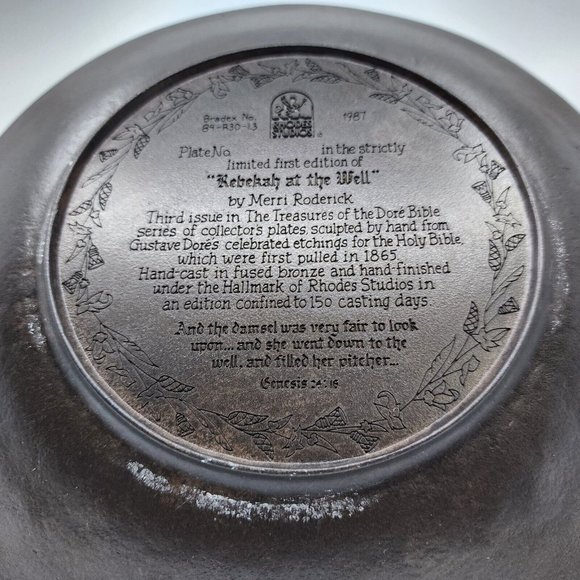 Bradex No. 1987
84-R30-1.3
RHODES
STUDIOS
Plate No. in the strictly
limited first edition of
"Rebekah at the Well"
by Merri Roderick
Third issue in The Treasures of the Doré Bible
series of collector's plates, sculpted by hand from
Gustave Doré's celebrated etchings for the Holy Bible,
which were first pulled in 1865.
Hand-cast in fused bronze and hand-finished
under the Hallmark of Rhodes Studios in
an edition confined to 150 casting days.
And the damsel was very fair to look
upon...and she went down to the
well, and filled her pitcher...
Genesis 24:16